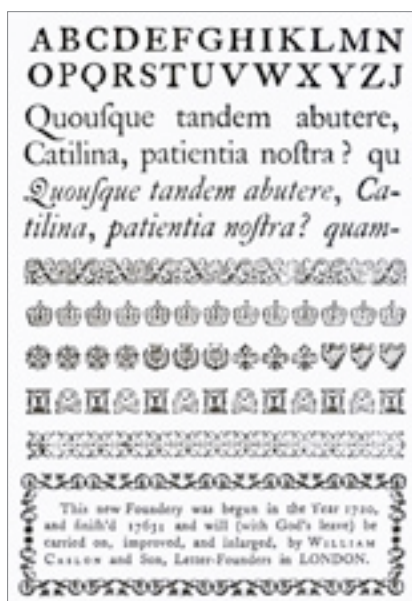 ABCDEFGHIKLMN
OPQRSTUVWXYZJ
Quouſque tandem abutere,
Catilina, patientia noſtra? qu
Quouſque tandem abutere, Ca-
tilina, patientia noſtra? quam-
This new Foundery was begun in the Year 1720,
and finiſh'd 1763; and will (with God's leave) be
carried on, improved, and inlarged, by WILLIAM
CASLON and Son, Letter-Founders in LONDON.